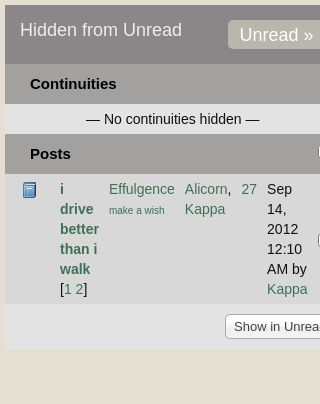 Hidden from Unread
Unread »
Continuities
— No continuities hidden —
Posts
i drive better than i walk [1 2]
Effulgence
make a wish
Alicorn, Kappa
27
Sep 14, 2012 12:10 AM by Kappa
Show in Unrea